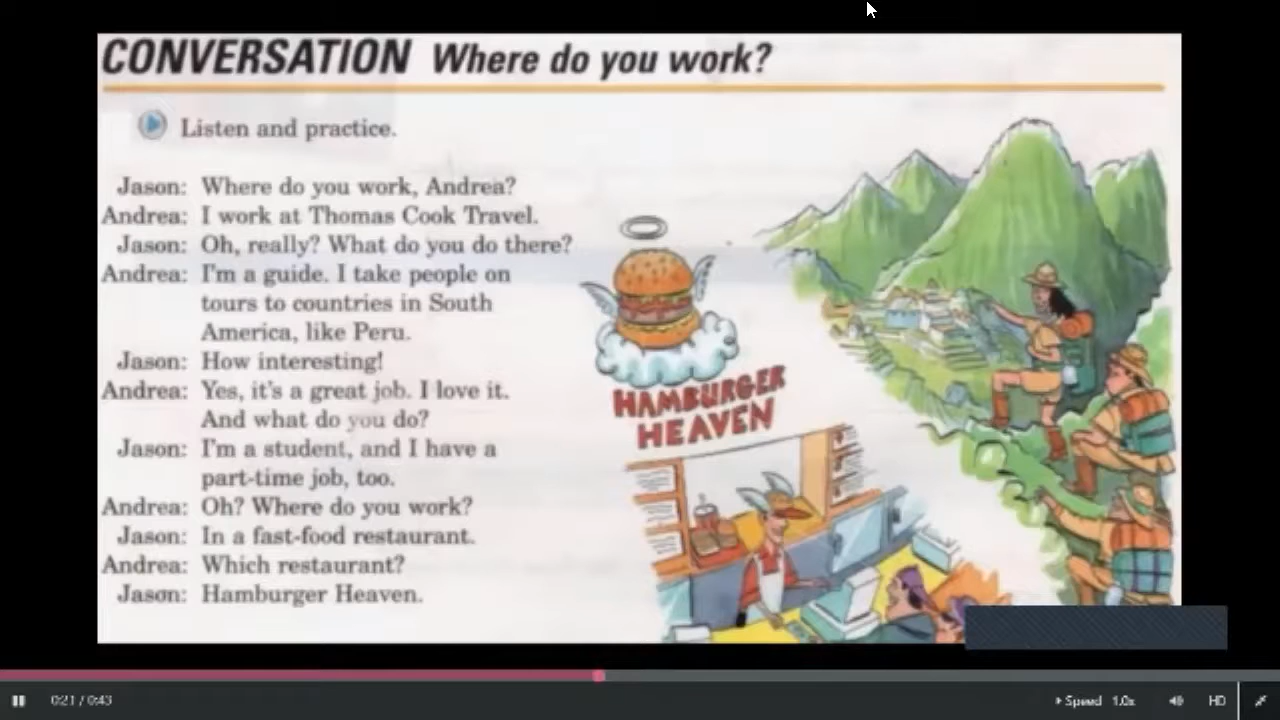 CONVERSATION Where do you work?
Listen and practice.
Jason: Where do you work, Andrea?
Andrea: I work at Thomas Cook Travel.
Jason: Oh, really? What do you do there?
Andrea: I'm a guide. I take people on
tours to countries in South
America, like Peru.
Jason: How interesting!
Andrea: Yes, it's a great job. I love it.
And what do you do?
Jason: I'm a student, and I have a
part-time job, too.
Andrea: Oh? Where do you work?
Jason: In a fast-food restaurant.
Andrea: Which restaurant?
Jason: Hamburger Heaven.
HAMBURGER
HEAVEN
0:21 / 0:43
Speed 1.0x
HD